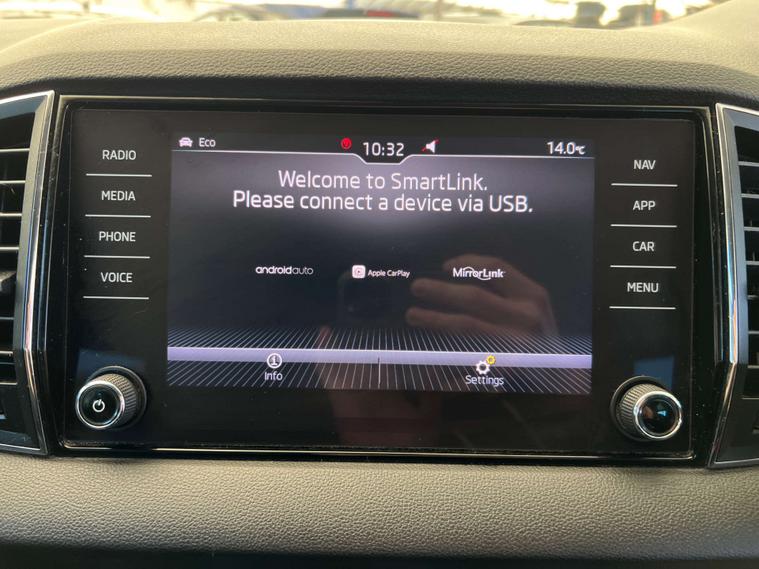 RADIO
MEDIA
PHONE
VOICE
Eco
10:32
14.0°C
Welcome to SmartLink.
Please connect a device via USB.
androidauto
Apple CarPlay
MirrorLink
Info
Settings
NAV
APP
CAR
MENU